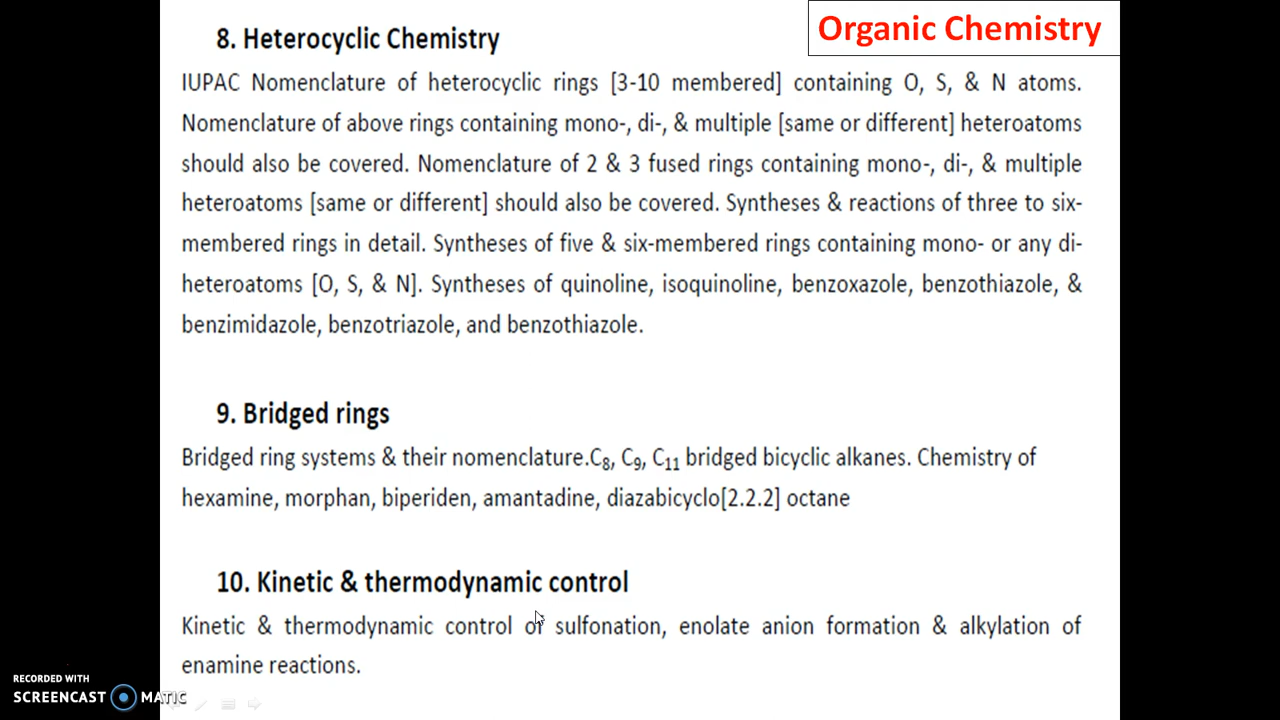 Organic Chemistry
8. Heterocyclic Chemistry
IUPAC Nomenclature of heterocyclic rings [3-10 membered] containing O, S, & N atoms.
Nomenclature of above rings containing mono-, di-, & multiple [same or different] heteroatoms
should also be covered. Nomenclature of 2 & 3 fused rings containing mono-, di-, & multiple
heteroatoms [same or different] should also be covered. Syntheses & reactions of three to six-
membered rings in detail. Syntheses of five & six-membered rings containing mono- or any di-
heteroatoms [O, S, & N]. Syntheses of quinoline, isoquinoline, benzoxazole, benzothiazole, &
benzimidazole, benzotriazole, and benzothiazole.
9. Bridged rings
Bridged ring systems & their nomenclature.C₈, C₉, C₁₁ bridged bicyclic alkanes. Chemistry of
hexamine, morphan, biperiden, amantadine, diazabicyclo[2.2.2] octane
10. Kinetic & thermodynamic control
Kinetic & thermodynamic control of sulfonation, enolate anion formation & alkylation of
enamine reactions.
RECORDED WITH
SCREENCAST MATIC